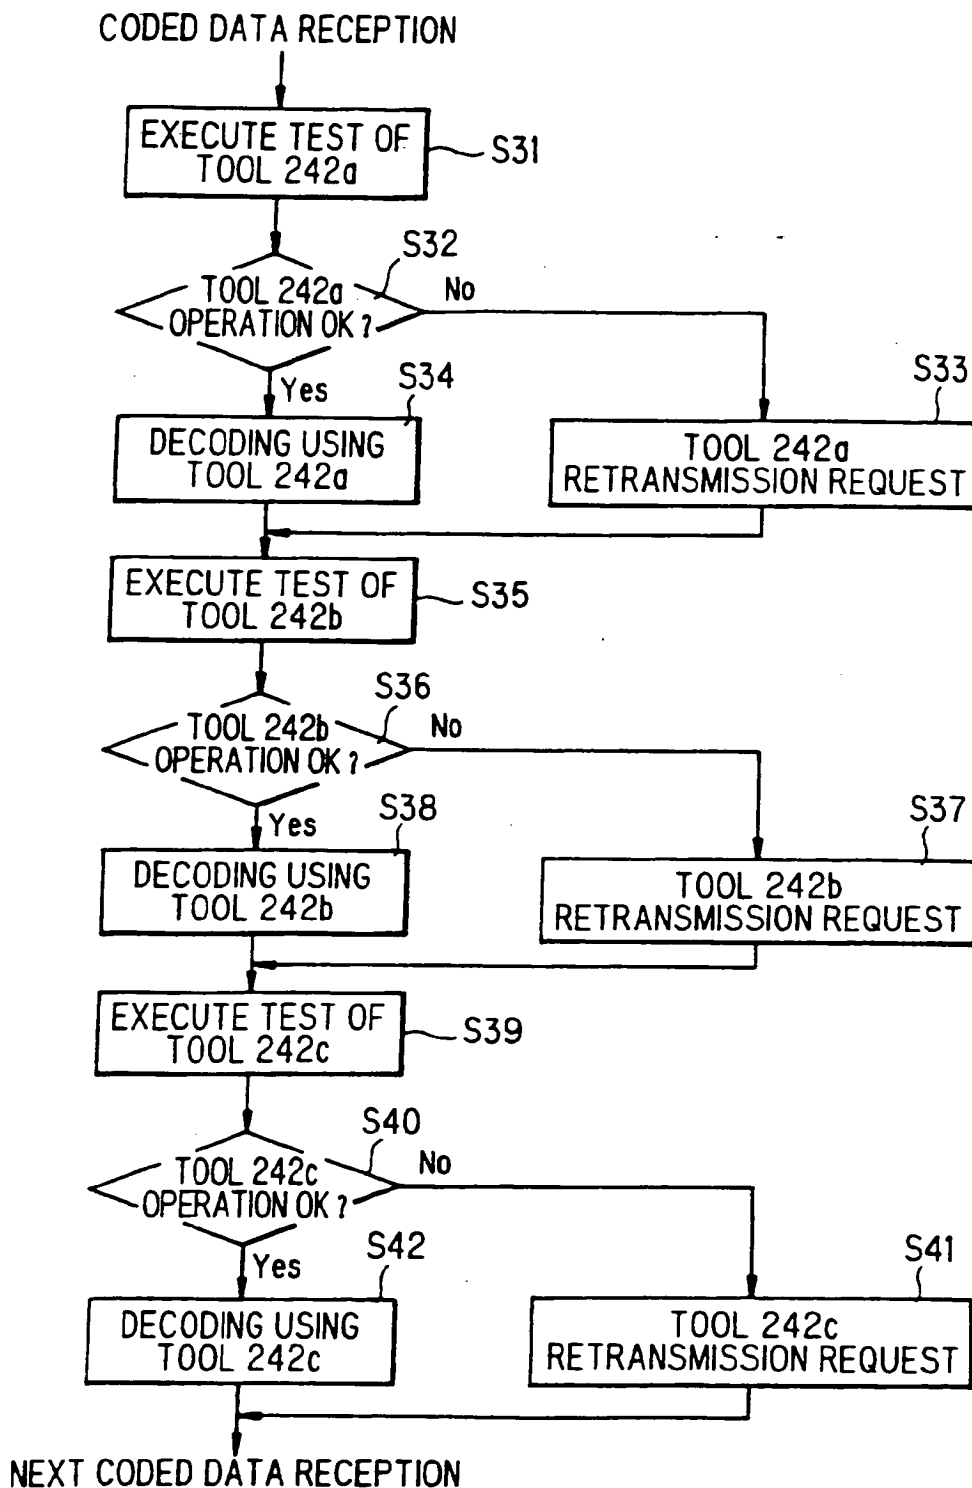 CODED DATA RECEPTION
EXECUTE TEST OF
TOOL 242a
S31
S32
TOOL 242a
OPERATION OK ?
No
Yes
S34
S33
DECODING USING
TOOL 242a
TOOL 242a
RETRANSMISSION REQUEST
EXECUTE TEST OF
TOOL 242b
S35
S36
TOOL 242b
OPERATION OK ?
No
Yes
S38
S37
DECODING USING
TOOL 242b
TOOL 242b
RETRANSMISSION REQUEST
EXECUTE TEST OF
TOOL 242c
S39
S40
TOOL 242c
OPERATION OK ?
No
Yes
S42
S41
DECODING USING
TOOL 242c
TOOL 242c
RETRANSMISSION REQUEST
NEXT CODED DATA RECEPTION